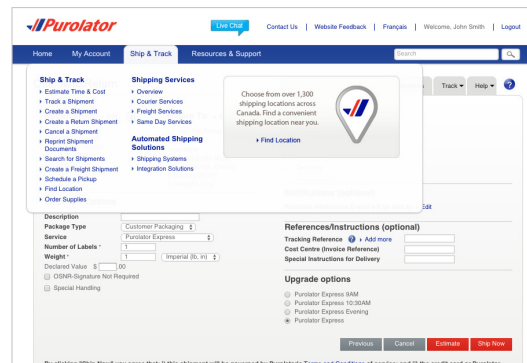 Purolator
Live Chat
Contact Us | Website Feedback | Français | Welcome, John Smith | Logout
Home My Account Ship & Track Resources & Support
Search
Ship & Track
Estimate Time & Cost
Track a Shipment
Create a Shipment
Create a Return Shipment
Cancel a Shipment
Reprint Shipment
Documents
Search for Shipments
Create a Freight Shipment
Schedule a Pickup
Find Location
Order Supplies
Shipping Services
Overview
Courier Services
Freight Services
Same Day Services
Automated Shipping
Solutions
Shipping Systems
Integration Solutions
Choose from over 1,300
shipping locations across
Canada. Find a convenient
shipping location near you.
Find Location
Track Help ?
Edit
Description
Package Type Customer Packaging
Service Purolator Express
Number of Labels * 1
Weight * 1 Imperial (lb, in)
Declared Value $ .00
OSNR-Signature Not Required
Special Handling
References/Instructions (optional)
Tracking Reference ? Add more
Cost Centre (Invoice Reference)
Special Instructions for Delivery
Upgrade options
Purolator Express 9AM
Purolator Express 10:30AM
Purolator Express Evening
Purolator Express
Previous Cancel Estimate Ship Now